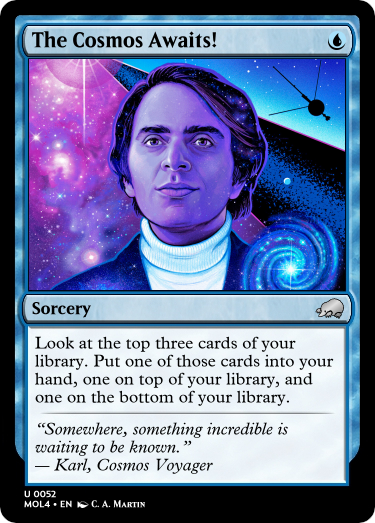 The Cosmos Awaits!
Sorcery
Look at the top three cards of your
library. Put one of those cards into your
hand, one on top of your library, and
one on the bottom of your library.
“Somewhere, something incredible is
waiting to be known.”
— Karl, Cosmos Voyager
U 0052
MOL4 • EN C. A. Martin